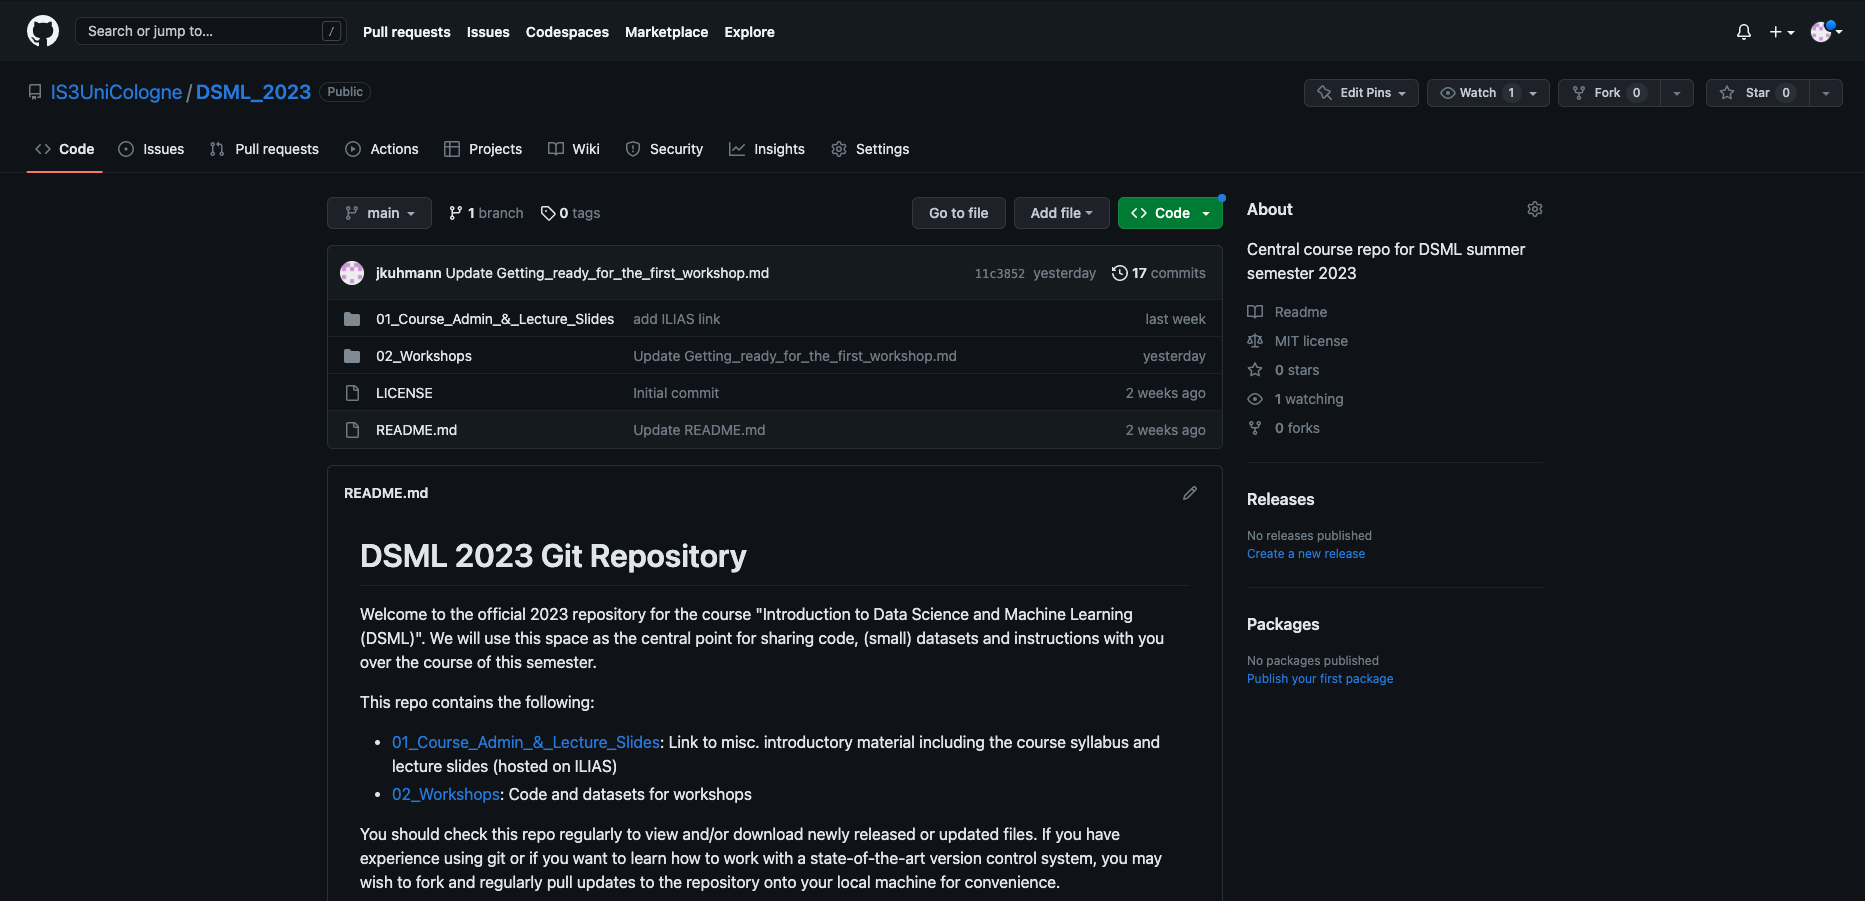 Search or jump to... /
Pull requests Issues Codespaces Marketplace Explore
IS3UniCologne / DSML_2023 Public
Edit Pins Watch 1 Fork 0 Star 0
Code Issues Pull requests Actions Projects Wiki Security Insights Settings
main 1 branch 0 tags Go to file Add file Code
jkuhmann Update Getting_ready_for_the_first_workshop.md 11c3852 yesterday 17 commits
01_Course_Admin_&_Lecture_Slides add ILIAS link last week
02_Workshops Update Getting_ready_for_the_first_workshop.md yesterday
LICENSE Initial commit 2 weeks ago
README.md Update README.md 2 weeks ago
README.md
DSML 2023 Git Repository
Welcome to the official 2023 repository for the course "Introduction to Data Science and Machine Learning
(DSML)". We will use this space as the central point for sharing code, (small) datasets and instructions with you
over the course of this semester.
This repo contains the following:
• 01_Course_Admin_&_Lecture_Slides: Link to misc. introductory material including the course syllabus and
lecture slides (hosted on ILIAS)
• 02_Workshops: Code and datasets for workshops
You should check this repo regularly to view and/or download newly released or updated files. If you have
experience using git or if you want to learn how to work with a state-of-the-art version control system, you may
wish to fork and regularly pull updates to the repository onto your local machine for convenience.
About
Central course repo for DSML summer
semester 2023
Readme
MIT license
0 stars
1 watching
0 forks
Releases
No releases published
Create a new release
Packages
No packages published
Publish your first package